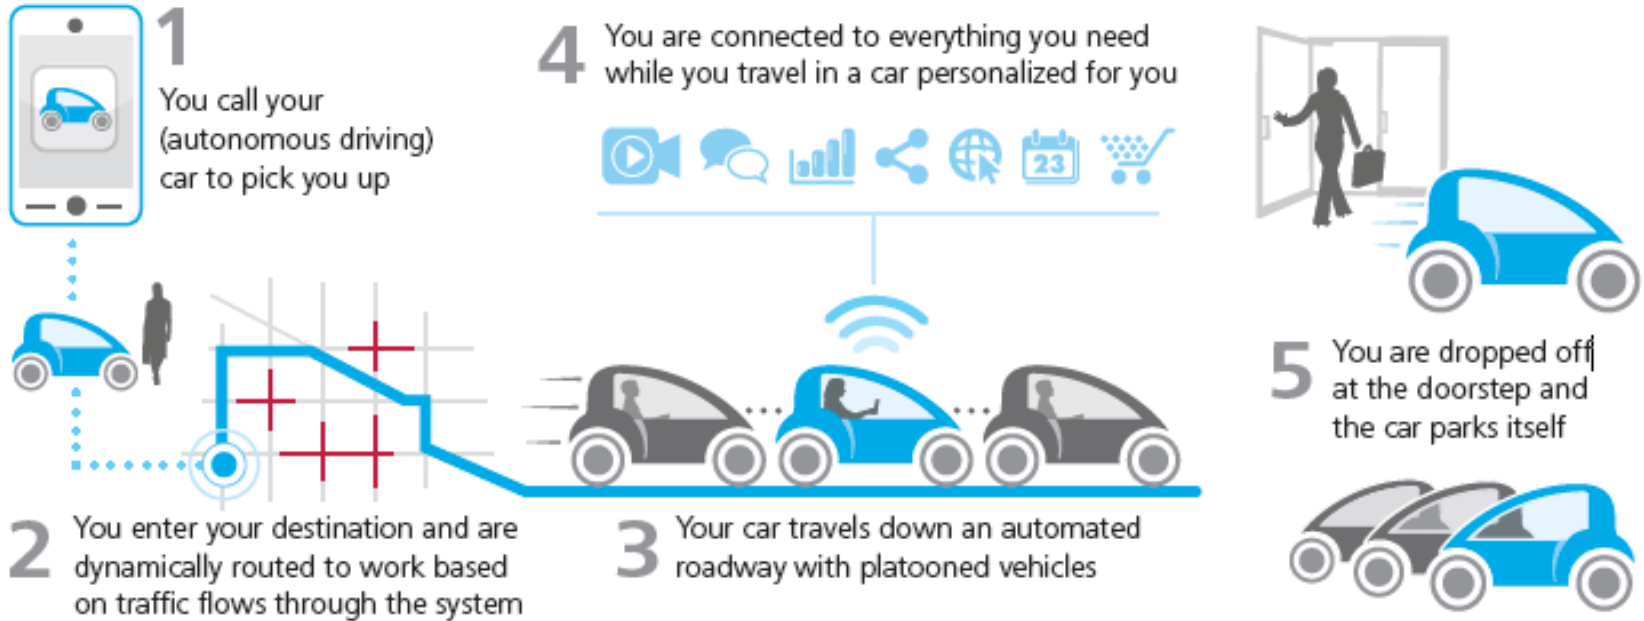 1
You call your
(autonomous driving)
car to pick you up
2
You enter your destination and are
dynamically routed to work based
on traffic flows through the system
3
Your car travels down an automated
roadway with platooned vehicles
4
You are connected to everything you need
while you travel in a car personalized for you
23
5
You are dropped off
at the doorstep and
the car parks itself